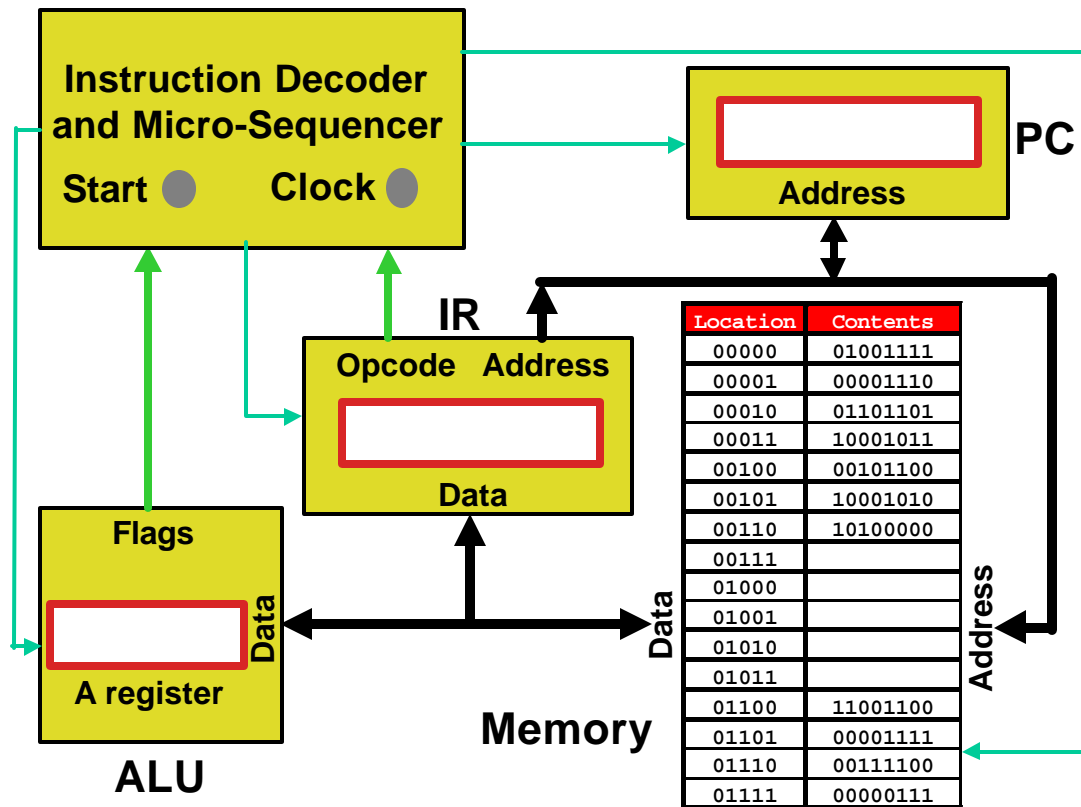 Instruction Decoder
and Micro-Sequencer
Start Clock
PC
Address
IR
Opcode Address
Data
Flags
Data
A register
ALU
Memory
Data
Address
Location Contents
00000 01001111
00001 00001110
00010 01101101
00011 10001011
00100 00101100
00101 10001010
00110 10100000
00111
01000
01001
01010
01011
01100 11001100
01101 00001111
01110 00111100
01111 00000111